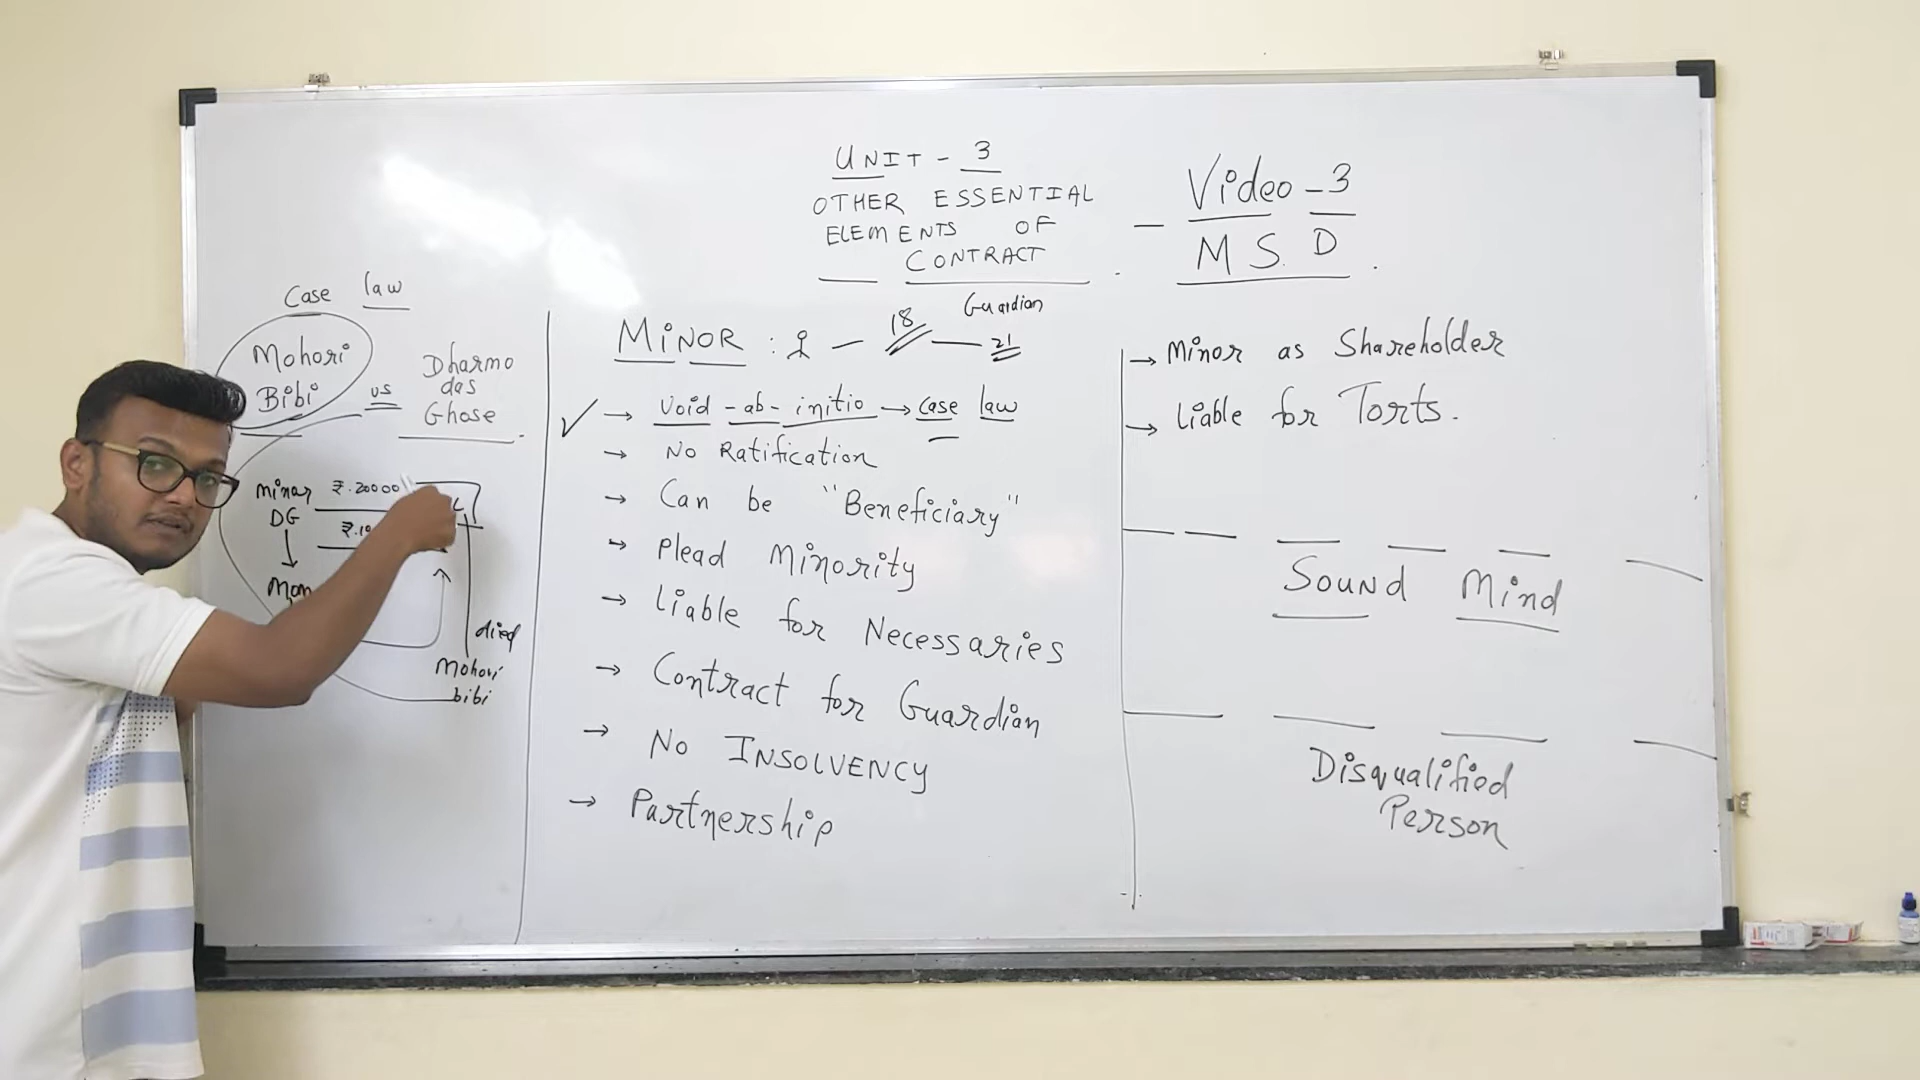 UNIT - 3
OTHER ESSENTIAL
ELEMENTS OF
CONTRACT
- Video - 3
M S. D.
Case law
Mohori
Bibi
vs
Dharmo
das
Ghose
minor
DG
₹.20000
died
Mohori
bibi
MINOR : - 18 - 21
Guardian
→ Void-ab-initio → case law
→ No Ratification
→ Can be "Beneficiary"
→ Plead Minority
→ Liable for Necessaries
→ Contract for Guardian
→ No INSOLVENCY
→ Partnership
→ Minor as Shareholder
→ Liable for Torts.
Sound Mind
Disqualified
Person